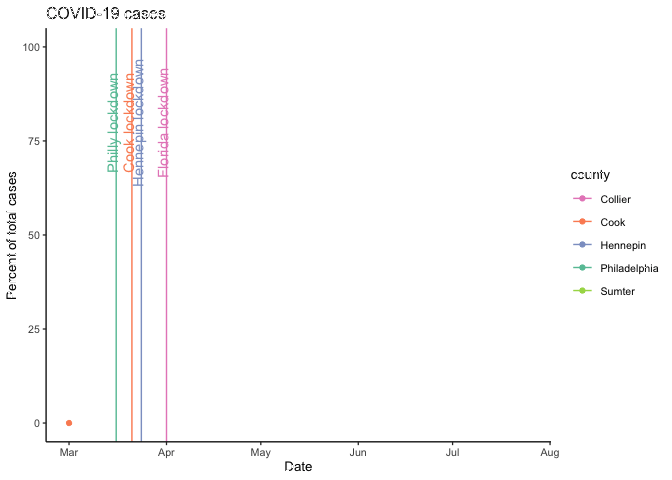 COVID-19 cases
100
75
50
25
0
Percent of total cases
Philly lockdown
Cook lockdown
Hennepin lockdown
Florida lockdown
Mar
Apr
May
Jun
Jul
Aug
Date
county
Collier
Cook
Hennepin
Philadelphia
Sumter